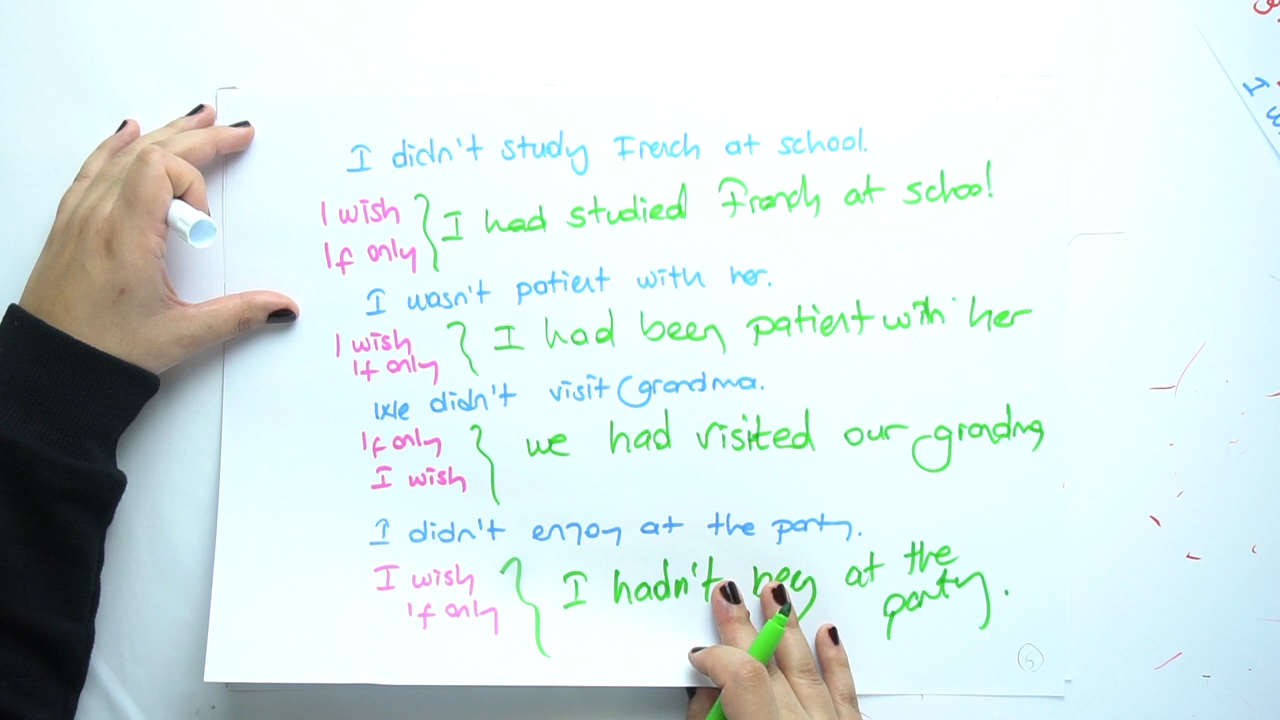 I didn't study French at school.
I wish
If only
I had studied French at school
I wasn't patient with her.
I wish
If only
I had been patient with her
We didn't visit grandma.
If only
I wish
we had visited our grandma
I didn't enjoy at the party.
I wish
If only
I hadn't been at the
party.
5